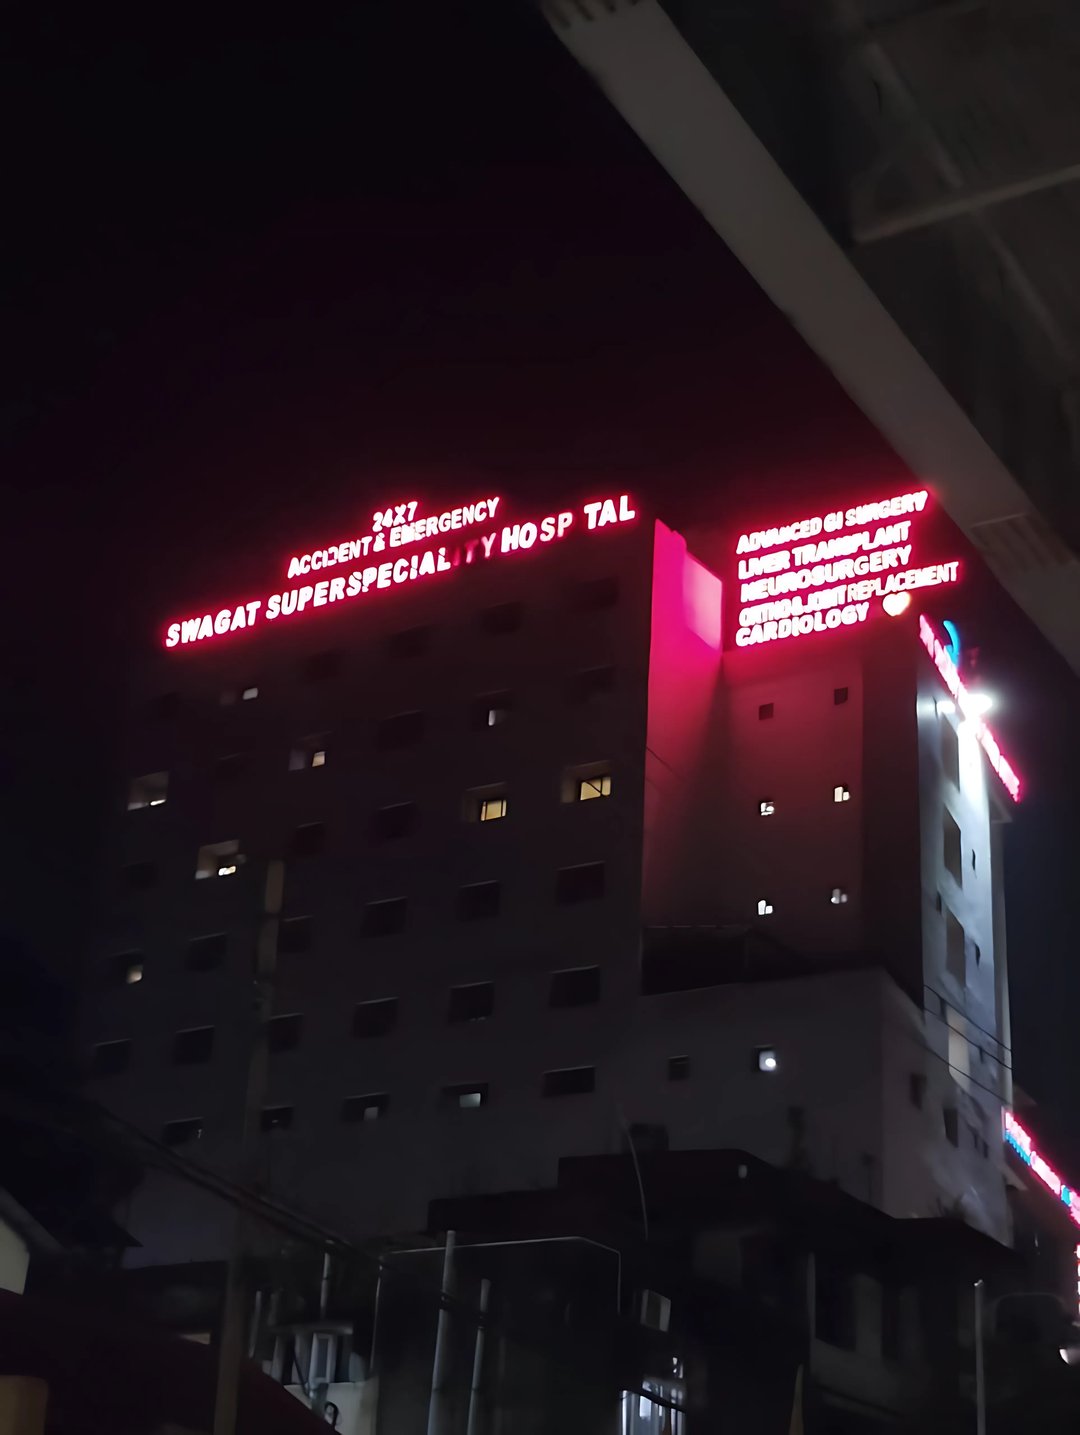 24X7
ACCIDENT & EMERGENCY
SWAGAT SUPERSPECIALITY HOSP TAL
ADVANCED GI SURGERY
LIVER TRANSPLANT
NEUROSURGERY
ORTHO & JOINT REPLACEMENT
CARDIOLOGY